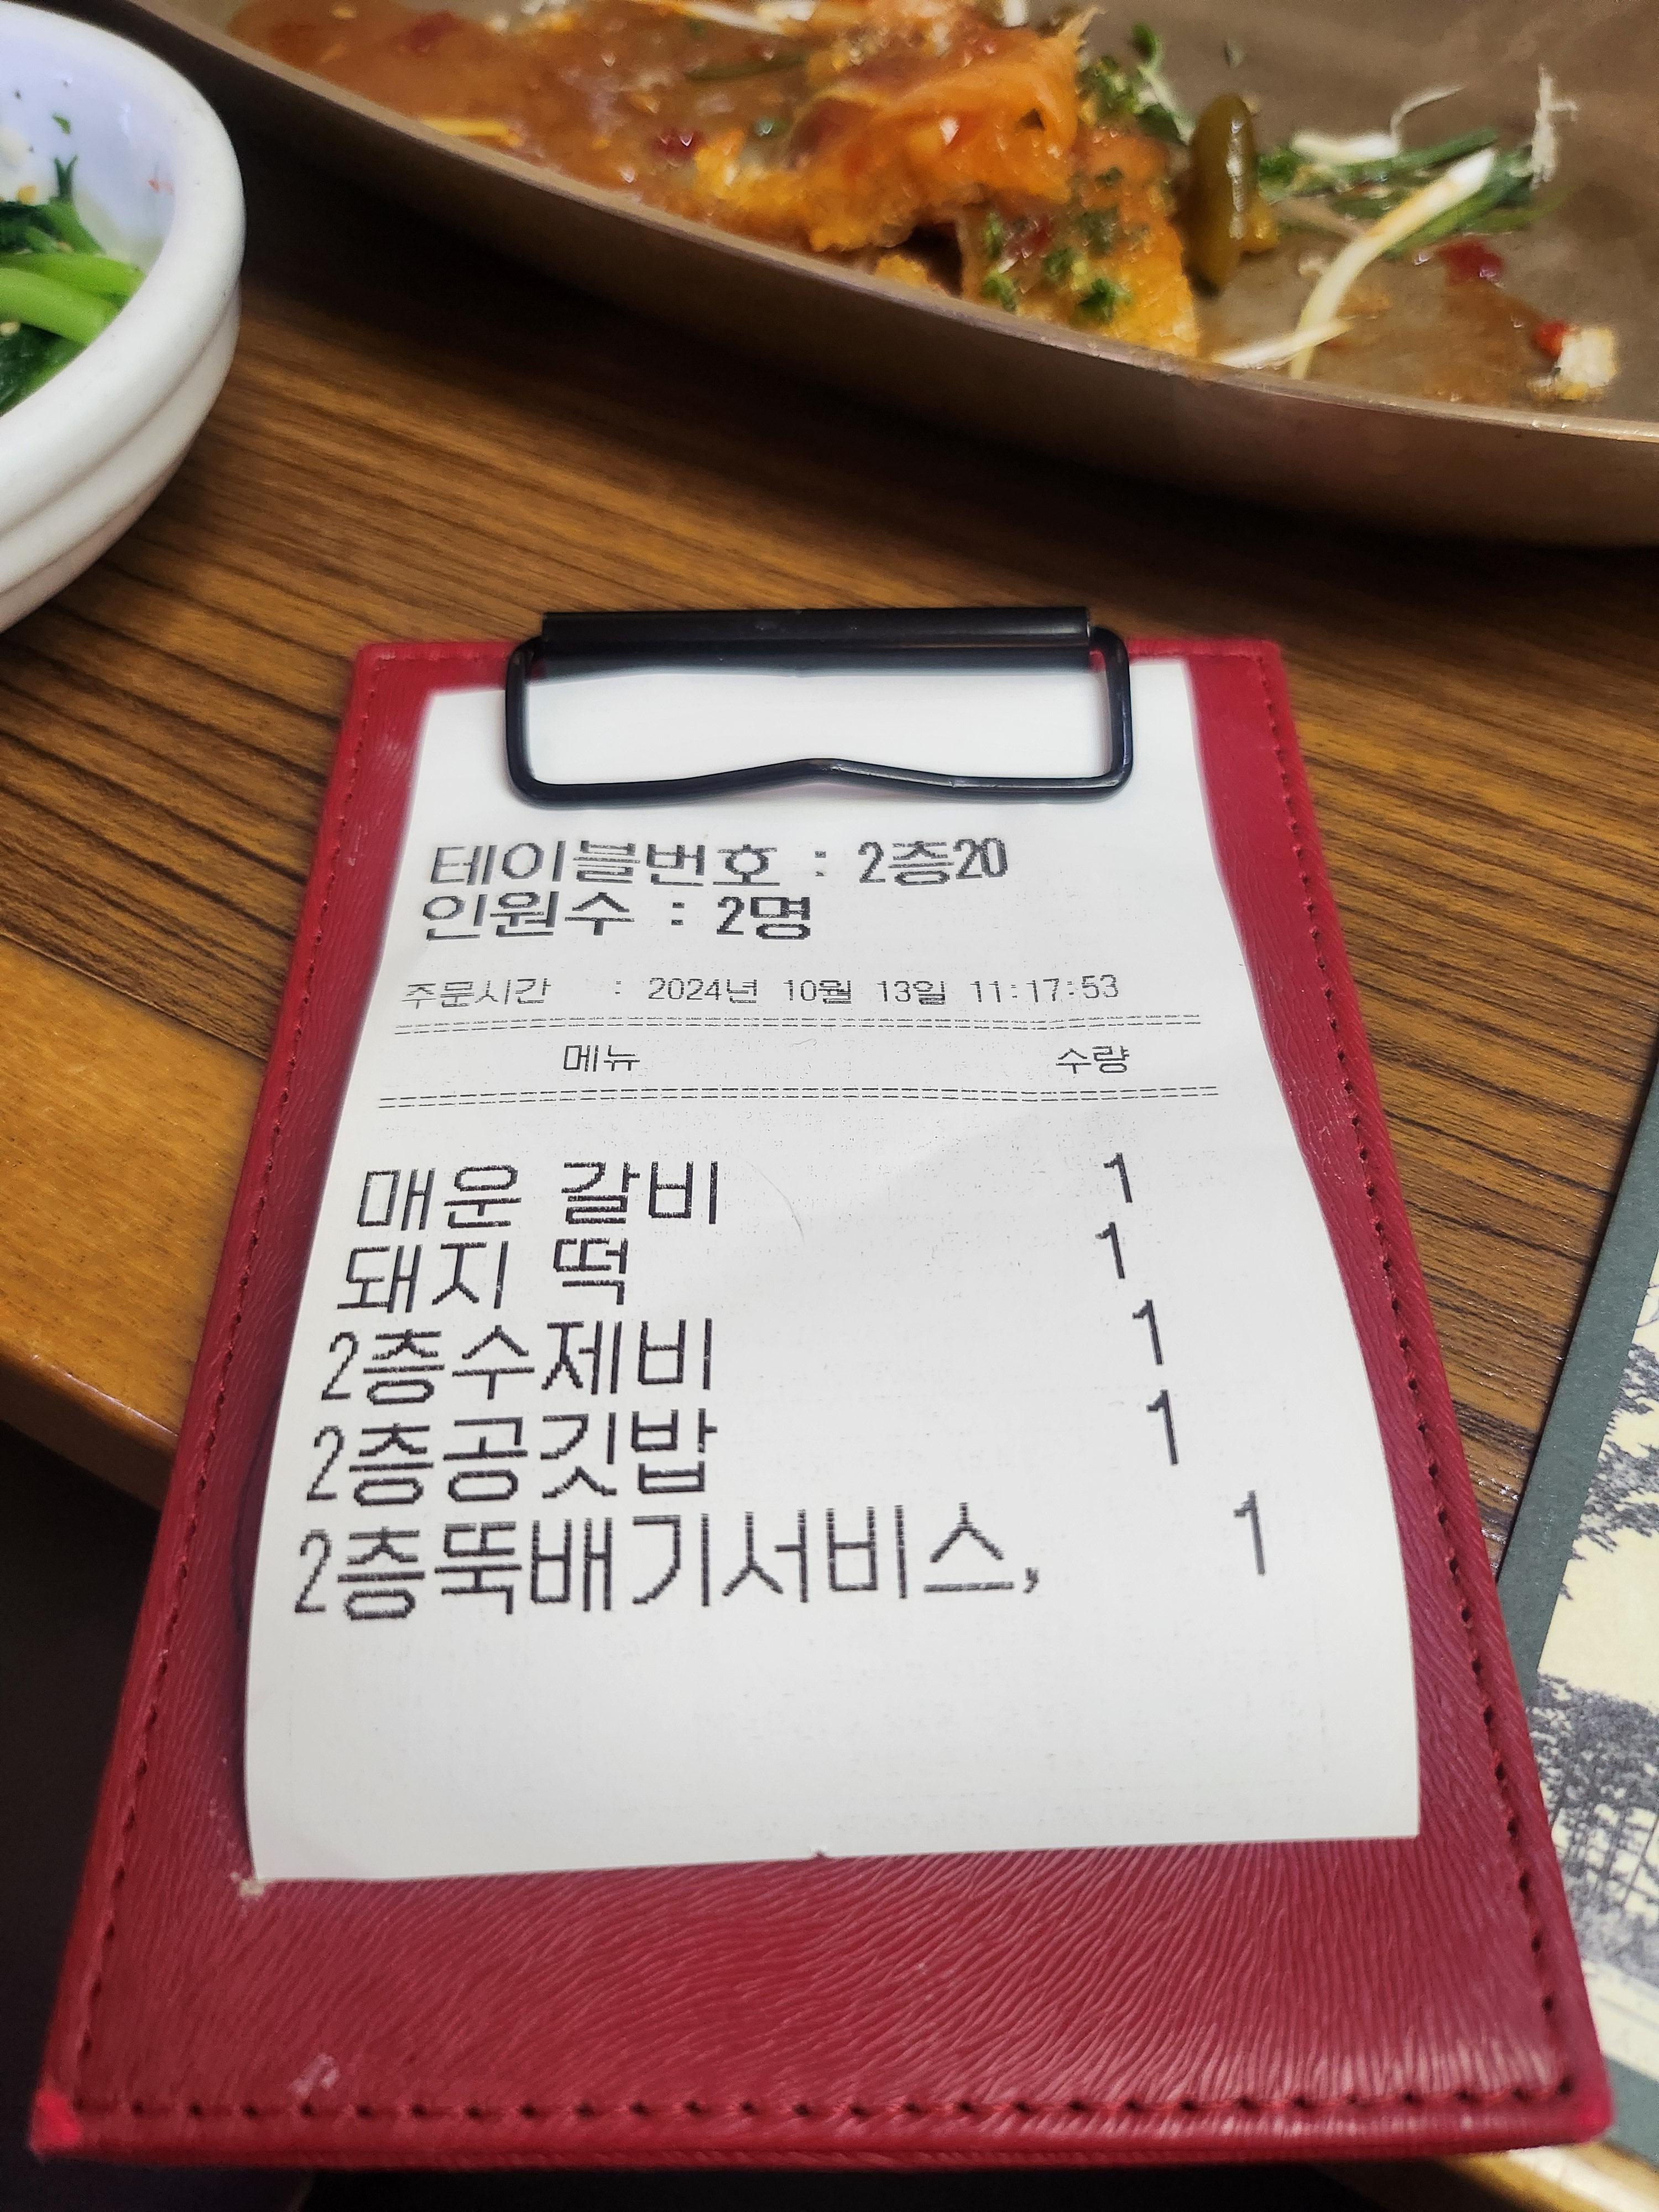 테이블번호 : 2층20
인원수 : 2명
주문시간 : 2024년 10월 13일 11:17:53
메뉴 수량
매운 갈비 1
돼지 떡 1
2층수제비 1
2층공깃밥 1
2층뚝배기서비스, 1